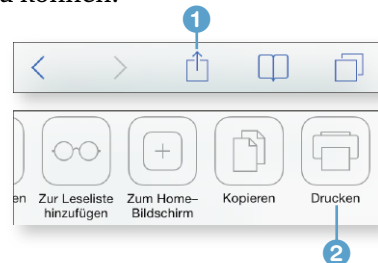 können.
1
en Zur Leseliste hinzufügen
Zum Home-Bildschirm
Kopieren
Drucken
2